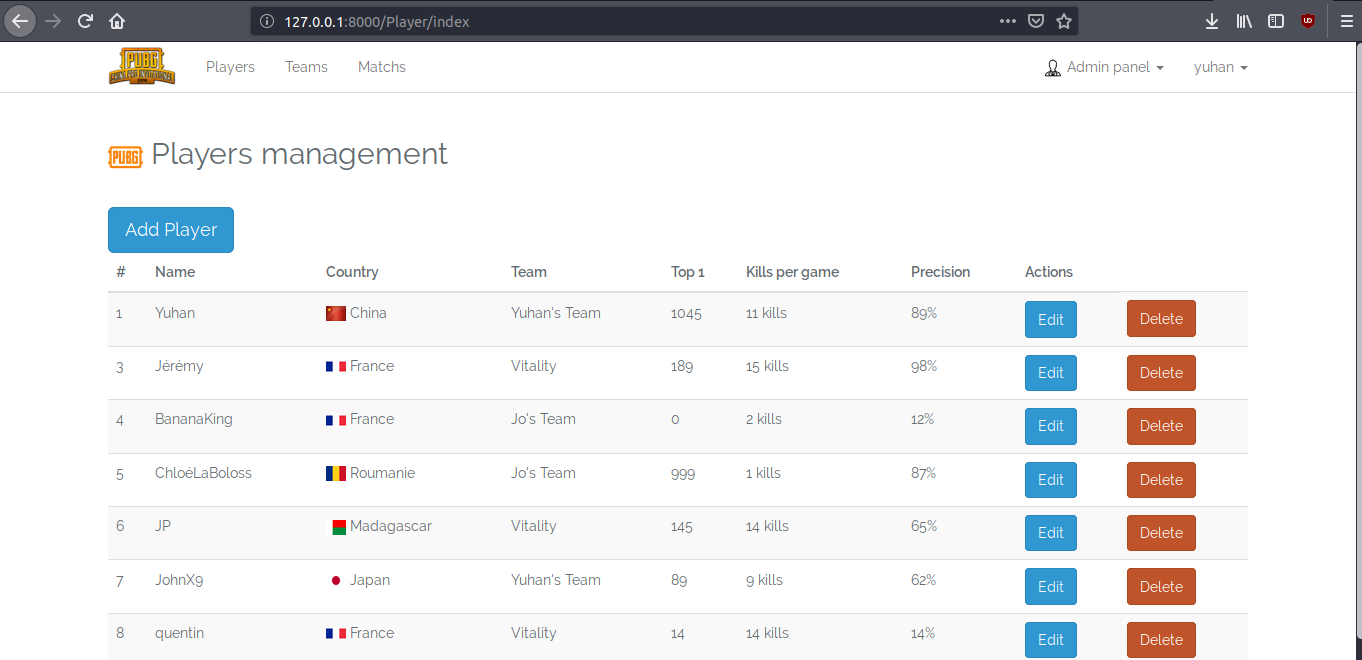 127.0.0.1:8000/Player/index
PUBG
Players Teams Matchs Admin panel yuhan
PUBG Players management
Add Player
# Name Country Team Top 1 Kills per game Precision Actions
1 Yuhan China Yuhan's Team 1045 11 kills 89% Edit Delete
3 Jérémy France Vitality 189 15 kills 98% Edit Delete
4 BananaKing France Jo's Team 0 2 kills 12% Edit Delete
5 ChloéLaBoloss Roumanie Jo's Team 999 1 kills 87% Edit Delete
6 JP Madagascar Vitality 145 14 kills 65% Edit Delete
7 JohnX9 Japan Yuhan's Team 89 9 kills 62% Edit Delete
8 quentin France Vitality 14 14 kills 14% Edit Delete